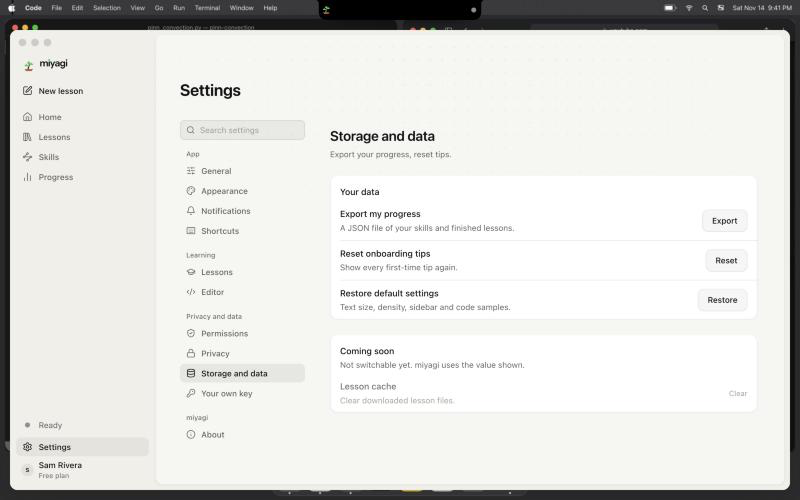 Code File Edit Selection View Go Run Terminal Window Help
Sat Nov 14 9:41 PM
pinn_convection.py — pinn-convection
miyagi
New lesson
Home
Lessons
Skills
Progress
Ready
Settings
S
Sam Rivera
Free plan
Settings
Search settings
App
General
Appearance
Notifications
Shortcuts
Learning
Lessons
Editor
Privacy and data
Permissions
Privacy
Storage and data
Your own key
miyagi
About
Storage and data
Export your progress, reset tips.
Your data
Export my progress
A JSON file of your skills and finished lessons.
Export
Reset onboarding tips
Show every first-time tip again.
Reset
Restore default settings
Text size, density, sidebar and code samples.
Restore
Coming soon
Not switchable yet. miyagi uses the value shown.
Lesson cache
Clear downloaded lesson files.
Clear